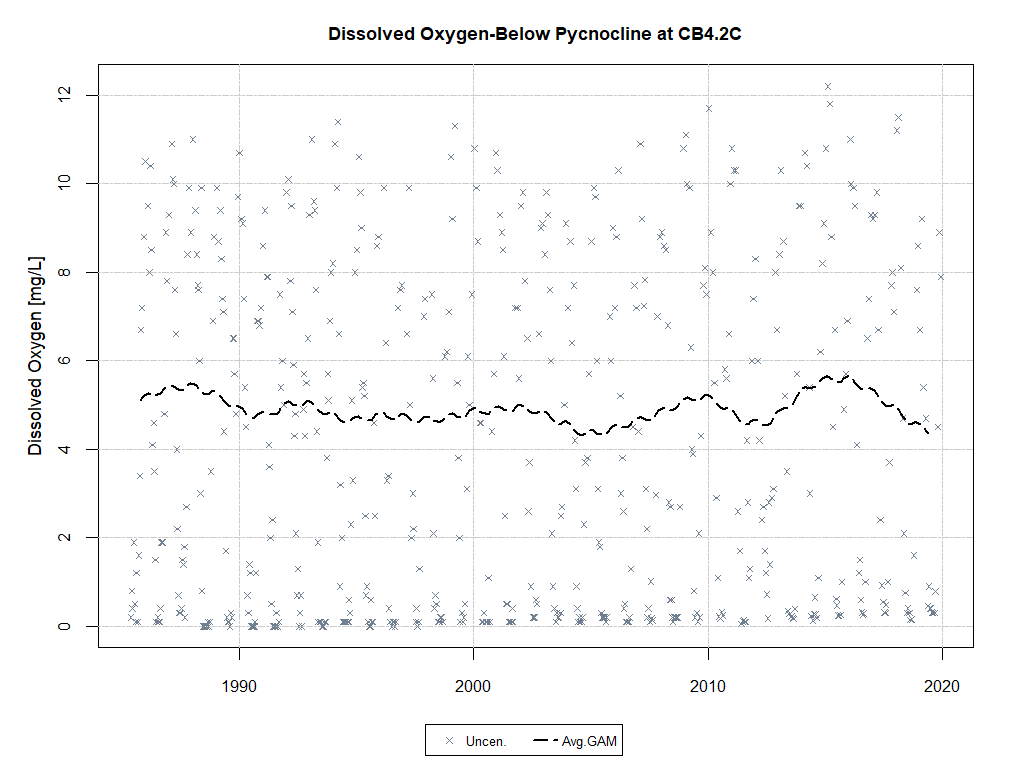 Dissolved Oxygen-Below Pycnocline at CB4.2C
Dissolved Oxygen [mg/L]
12
10
8
6
4
2
0
1990
2000
2010
2020
Uncen.
Avg.GAM